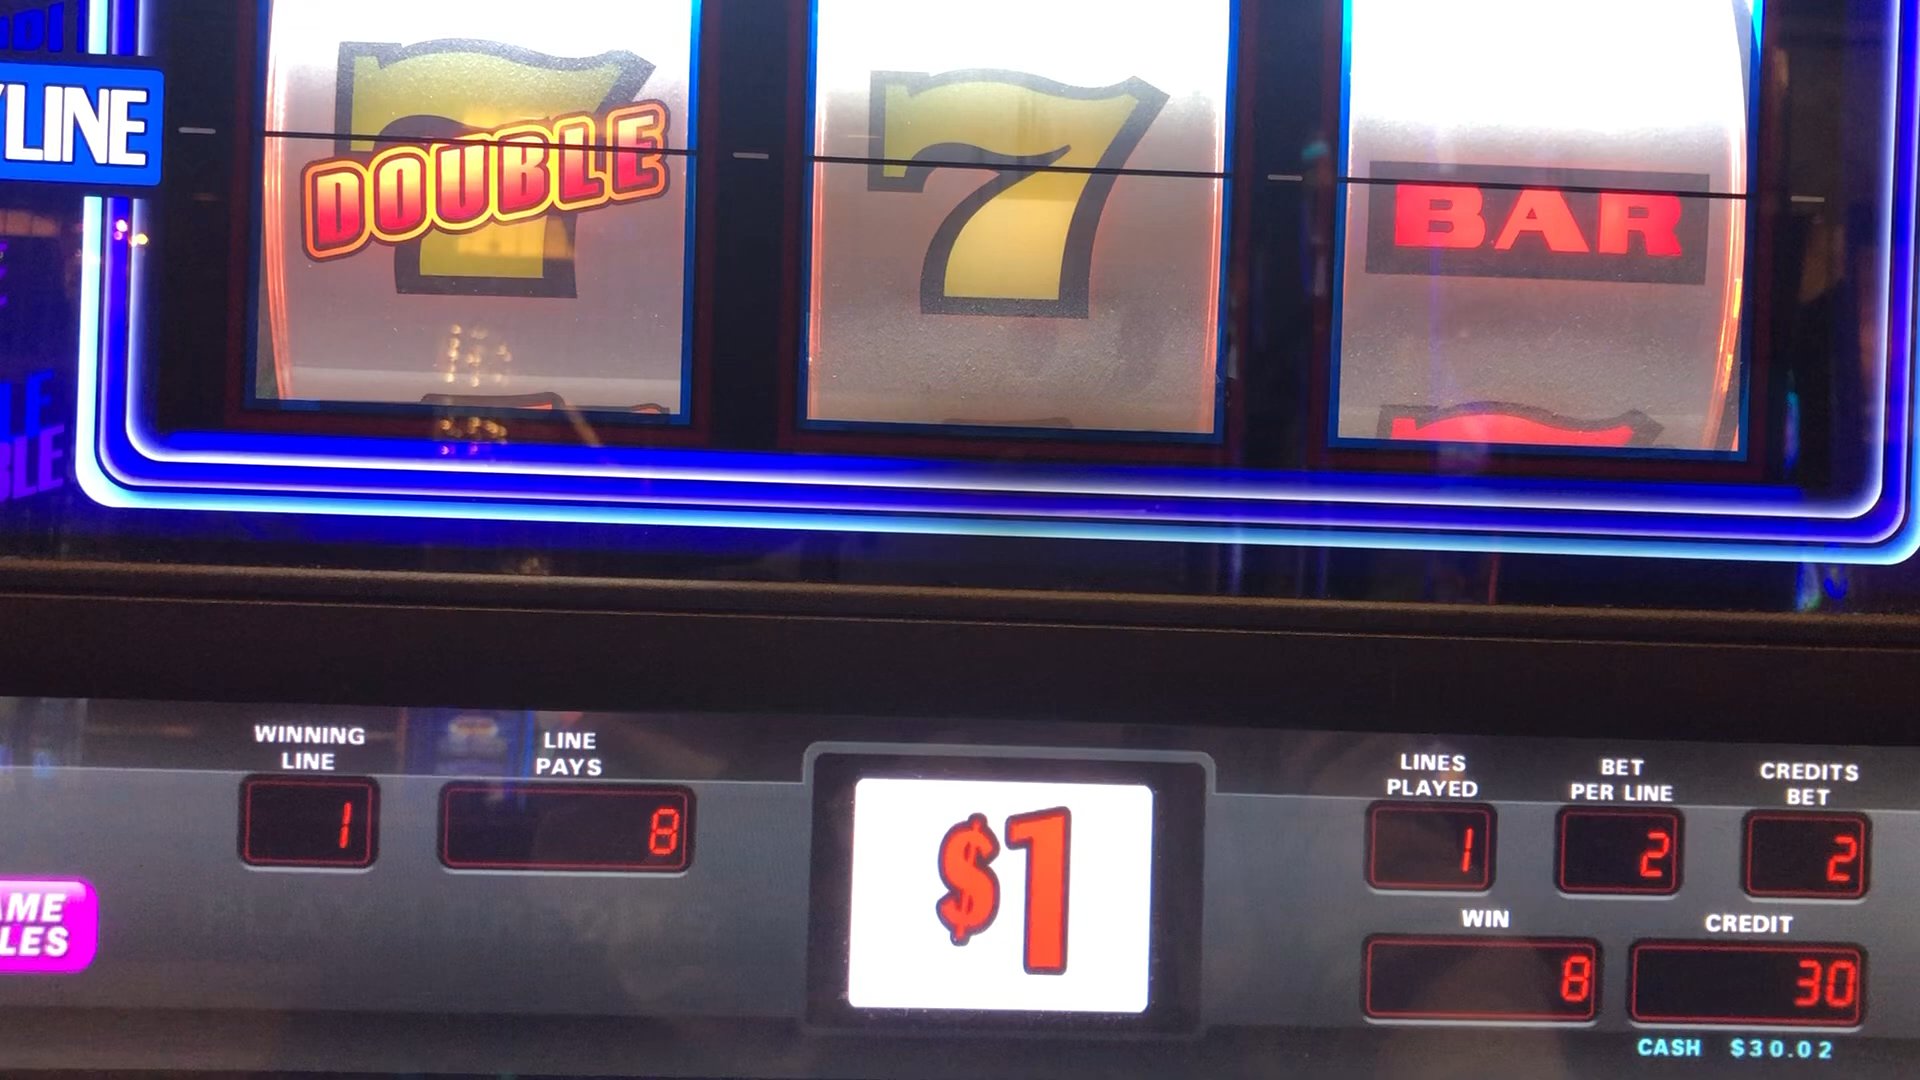 LINE
7
DOUBLE
7
BAR
WINNING
LINE
1
LINE
PAYS
8
$1
LINES
PLAYED
1
BET
PER LINE
2
CREDITS
BET
2
WIN
8
CREDIT
30
CASH $30.02